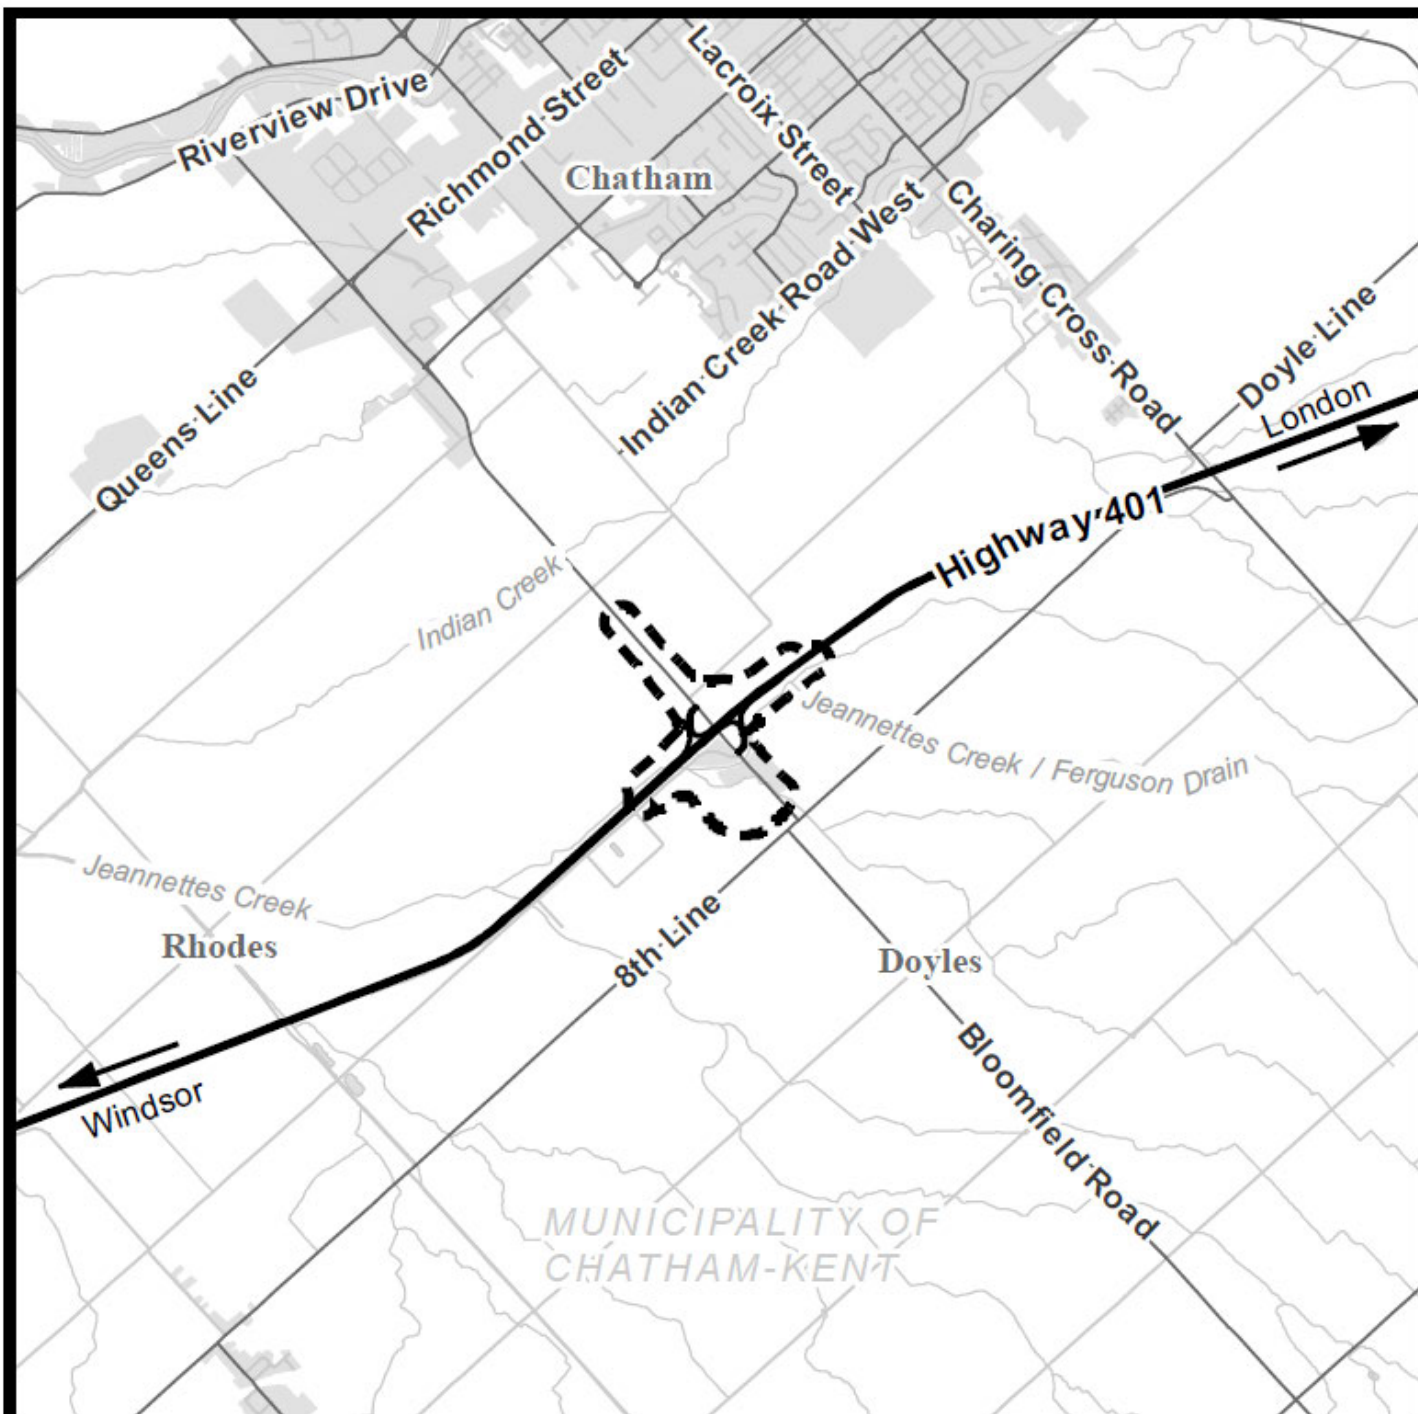 Lacroix Street
Riverview Drive
Richmond Street
Chatham
Indian Creek Road West
Charing Cross Road
Doyle Line
London
Queens Line
Highway 401
Indian Creek
Jeannettes Creek / Ferguson Drain
Jeannettes Creek
Rhodes
8th Line
Doyles
Windsor
Bloomfield Road
MUNICIPALITY OF
CHATHAM-KENT